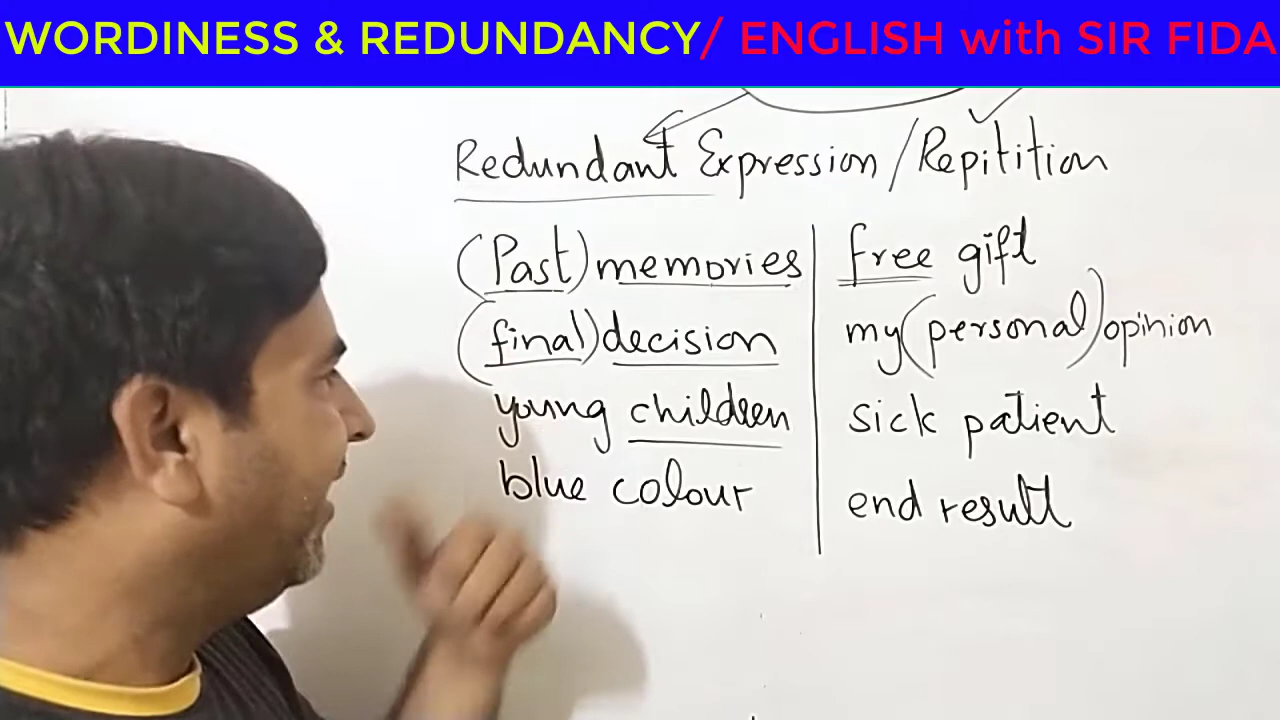 WORDINESS & REDUNDANCY/ ENGLISH with SIR FIDA
Redundant Expression / Repitition
(Past) memories
(final) decision
young children
blue colour
free gift
my (personal) opinion
sick patient
end result